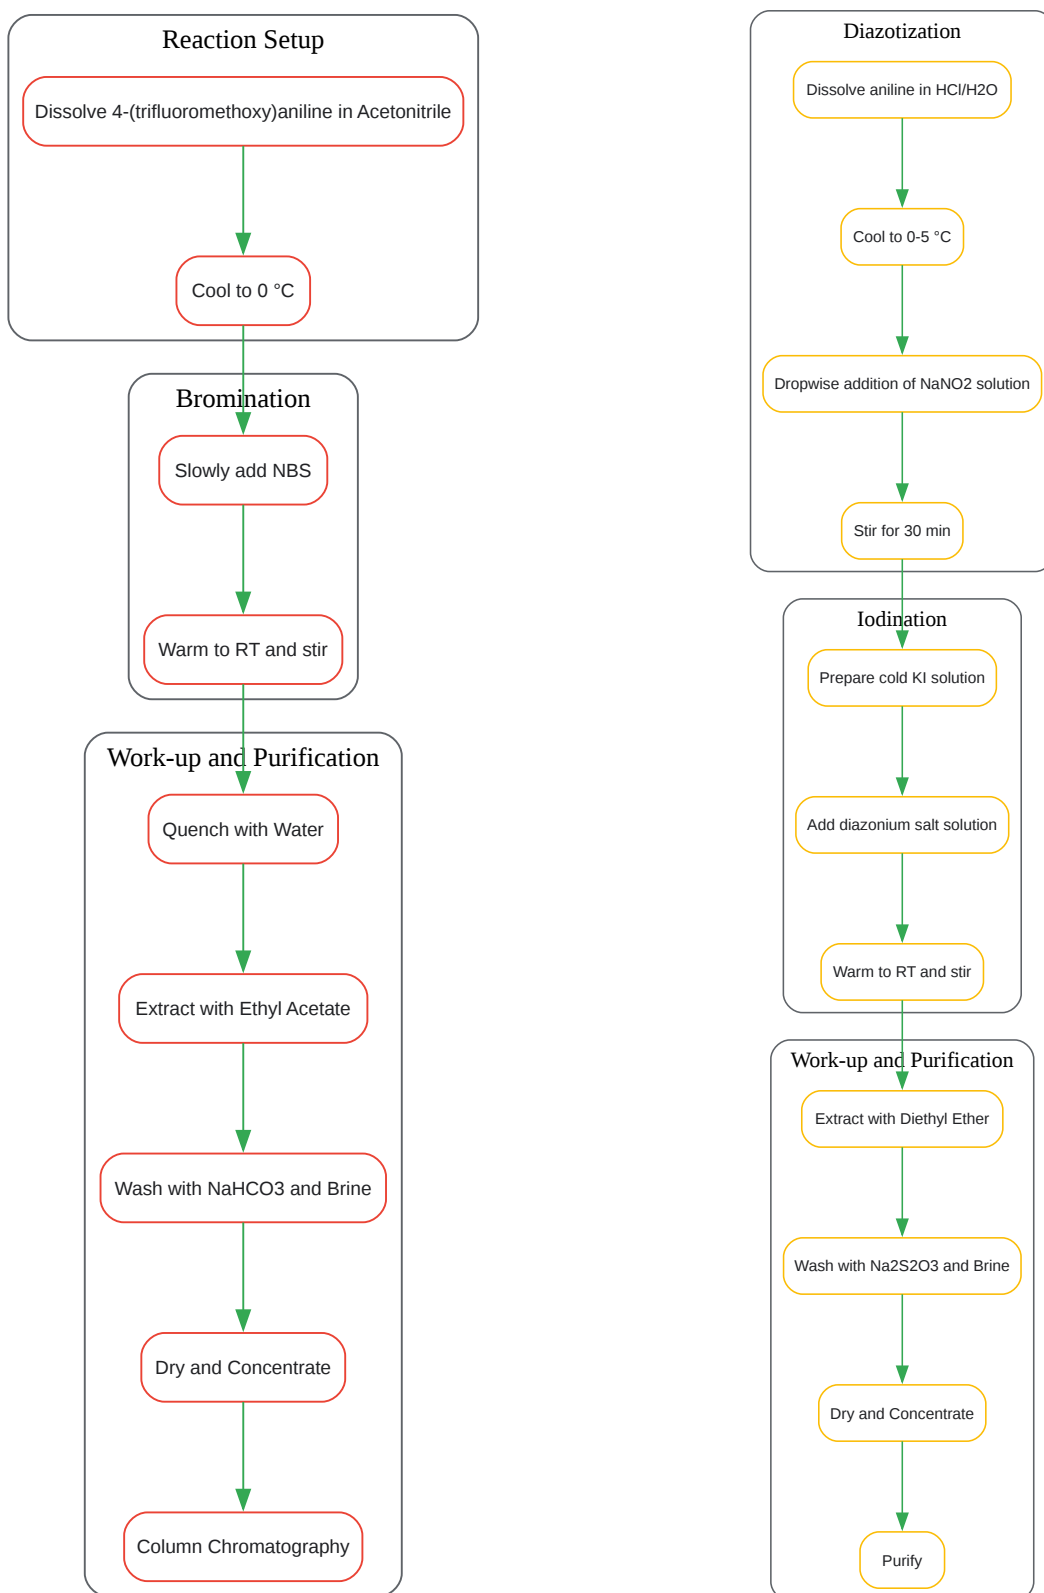 Reaction Setup
Dissolve 4-(trifluoromethoxy)aniline in Acetonitrile
Cool to 0 °C
Bromination
Slowly add NBS
Warm to RT and stir
Work-up and Purification
Quench with Water
Extract with Ethyl Acetate
Wash with NaHCO3 and Brine
Dry and Concentrate
Column Chromatography
Diazotization
Dissolve aniline in HCl/H2O
Cool to 0-5 °C
Dropwise addition of NaNO2 solution
Stir for 30 min
Iodination
Prepare cold KI solution
Add diazonium salt solution
Warm to RT and stir
Work-up and Purification
Extract with Diethyl Ether
Wash with Na2S2O3 and Brine
Dry and Concentrate
Purify